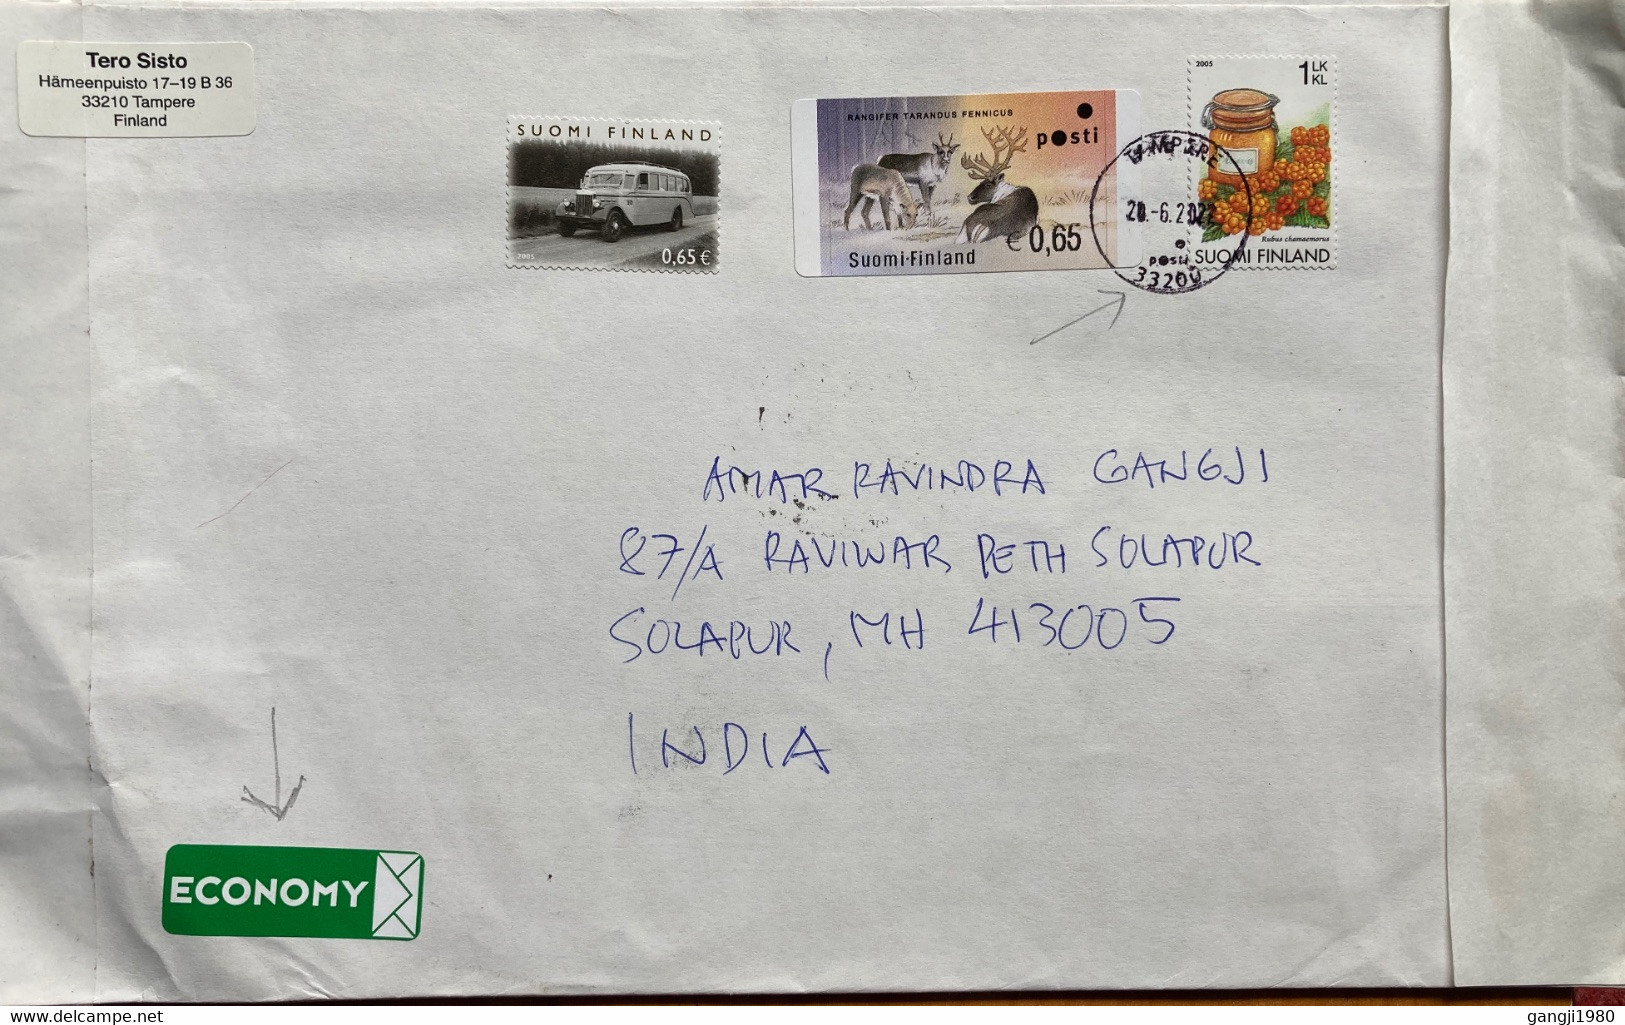 Tero Sisto
Hämeenpuisto 17–19 B 36
33210 Tampere
Finland
SUOMI FINLAND
2005
0,65 €
RANGIFER TARANDUS FENNICUS
posti
€ 0,65
Suomi-Finland
2005
1 LK
KL
Rubus chamaemorus
SUOMI FINLAND
TAMPERE
20.-6.2022
posti
33200
AMAR RAVINDRA GANGJI
87/A RAVIWAR PETH SOLAPUR
SOLAPUR, MH 413005
INDIA
ECONOMY
www.delcampe.net
gangji1980